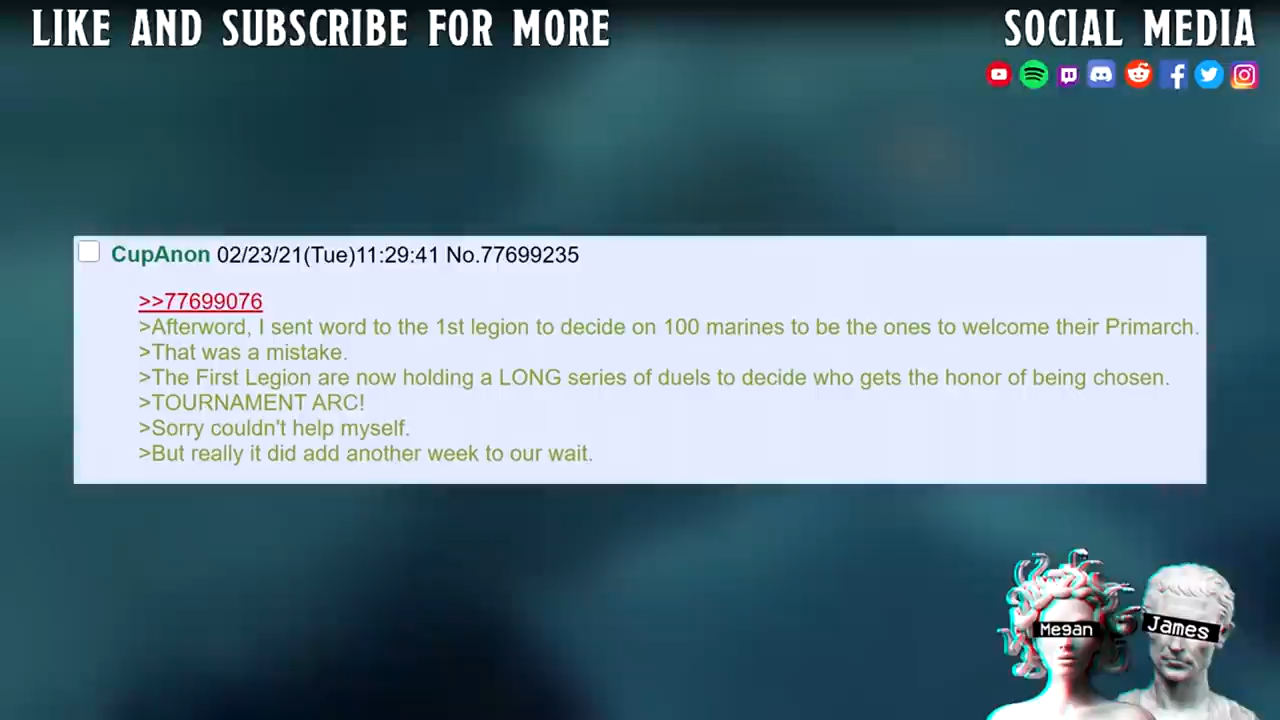 LIKE AND SUBSCRIBE FOR MORE
SOCIAL MEDIA
CupAnon 02/23/21(Tue)11:29:41 No.77699235
>>77699076
>Afterword, I sent word to the 1st legion to decide on 100 marines to be the ones to welcome their Primarch.
>That was a mistake.
>The First Legion are now holding a LONG series of duels to decide who gets the honor of being chosen.
>TOURNAMENT ARC!
>Sorry couldn't help myself.
>But really it did add another week to our wait.
Megan
James